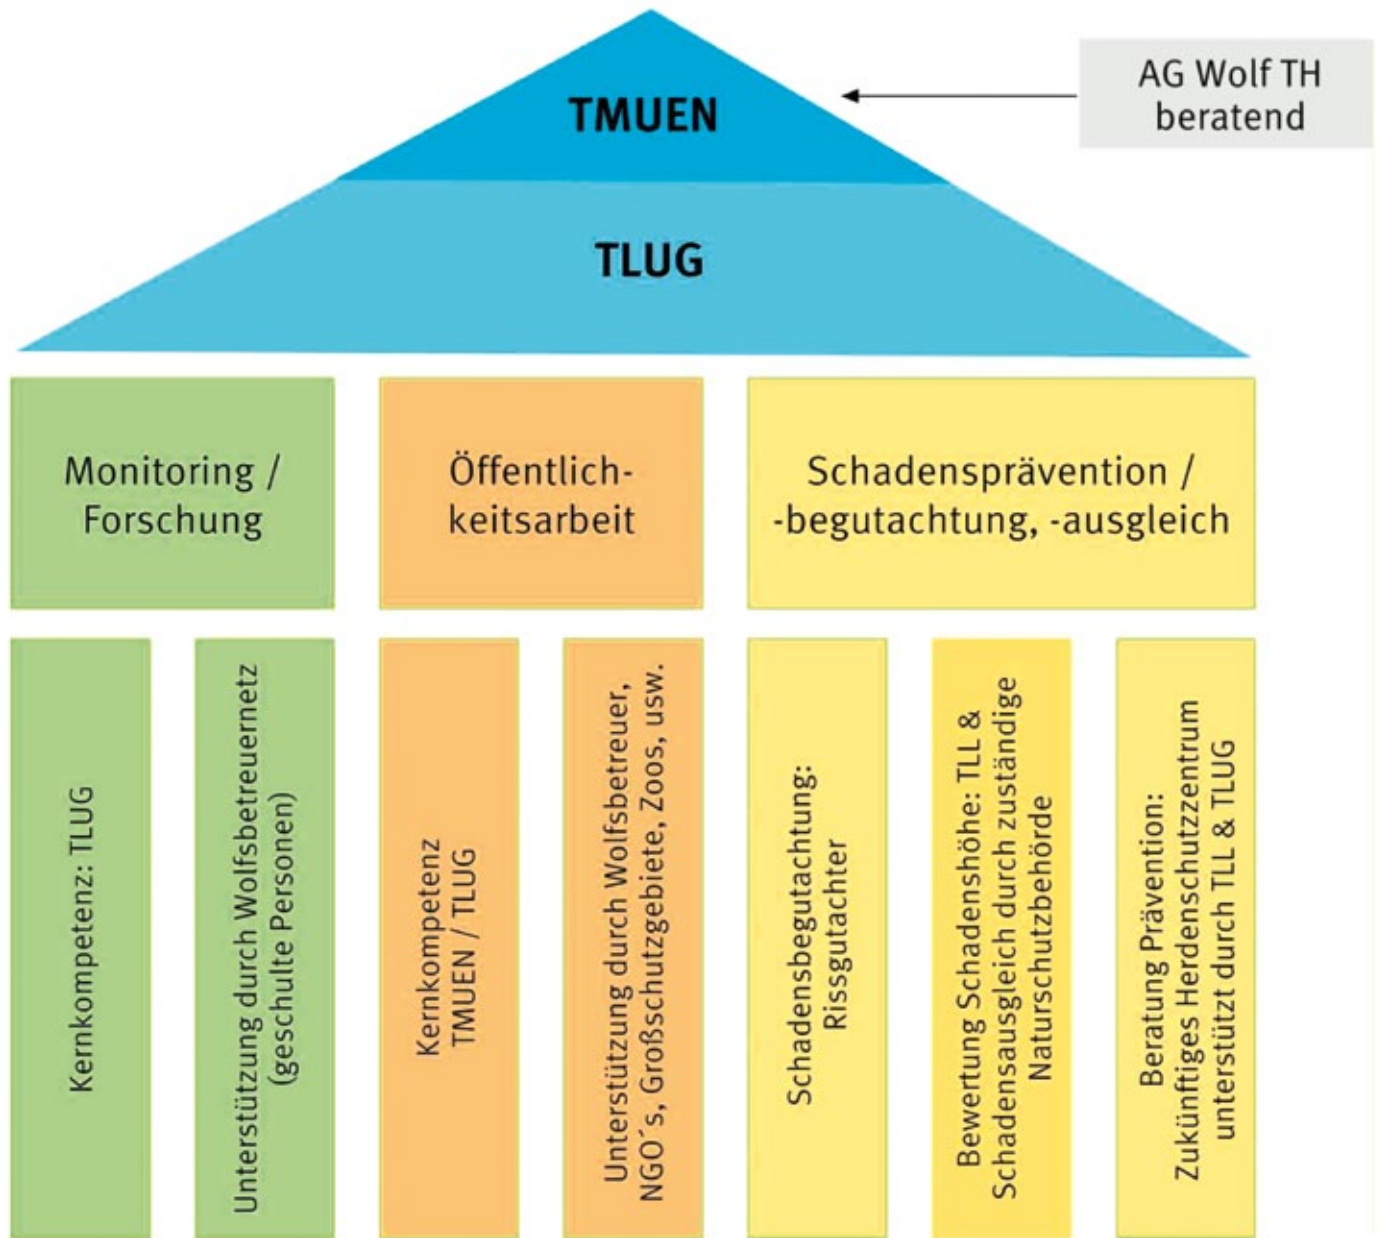 TMUEN
AG Wolf TH
beratend
TLUG
Monitoring /
Forschung
Öffentlich-
keitsarbeit
Schadensprävention /
-begutachtung, -ausgleich
Kernkompetenz: TLUG
Unterstützung durch Wolfsbetreuernetz
(geschulte Personen)
Kernkompetenz
TMUEN / TLUG
Unterstützung durch Wolfsbetreuer,
NGO´s, Großschutzgebiete, Zoos, usw.
Schadensbegutachtung:
Rissgutachter
Bewertung Schadenshöhe: TLL &
Schadensausgleich durch zuständige
Naturschutzbehörde
Beratung Prävention:
Zukünftiges Herdenschutzzentrum
unterstützt durch TLL & TLUG